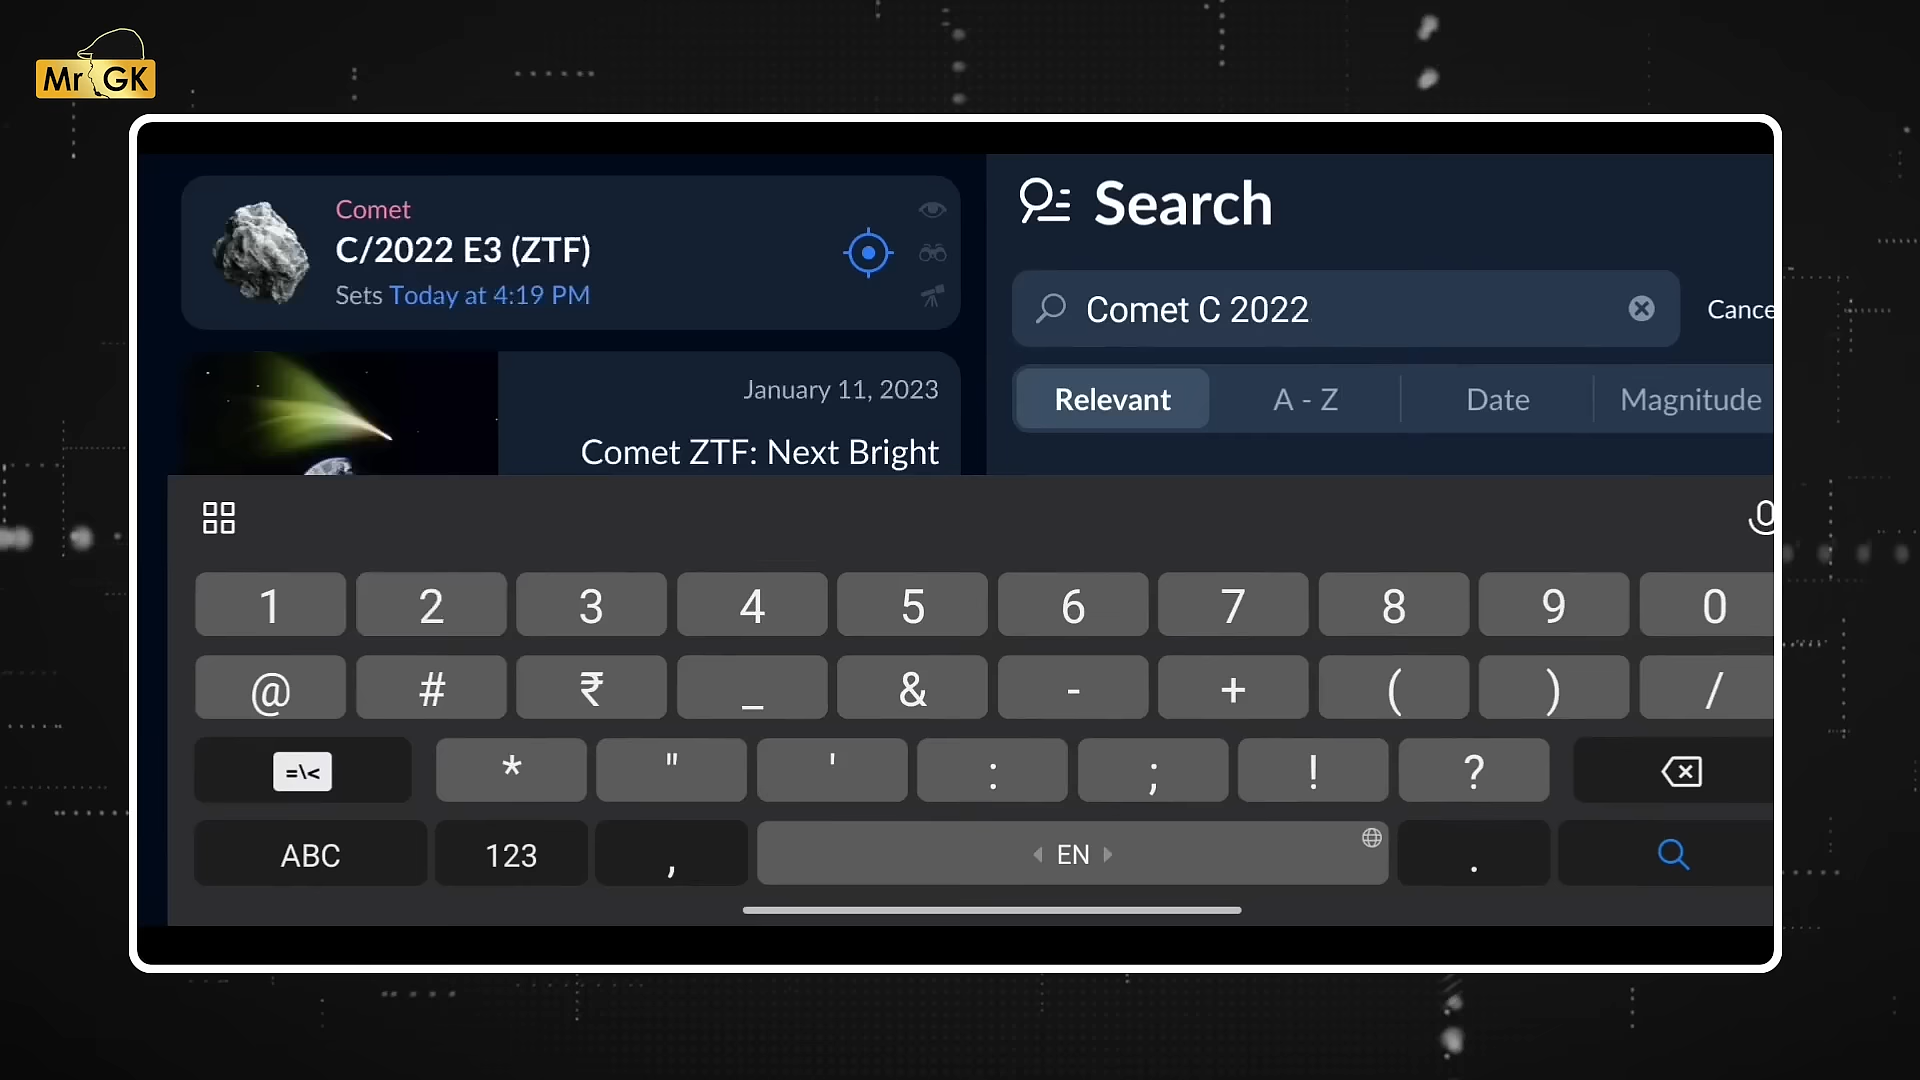 Mr GK
Comet
C/2022 E3 (ZTF)
Sets Today at 4:19 PM
January 11, 2023
Comet ZTF: Next Bright
Search
Comet C 2022
Cance
Relevant A - Z Date Magnitude
1 2 3 4 5 6 7 8 9 0
@ # ₹ _ & - + ( ) /
=\< * " ' : ; ! ?
ABC 123 , EN .